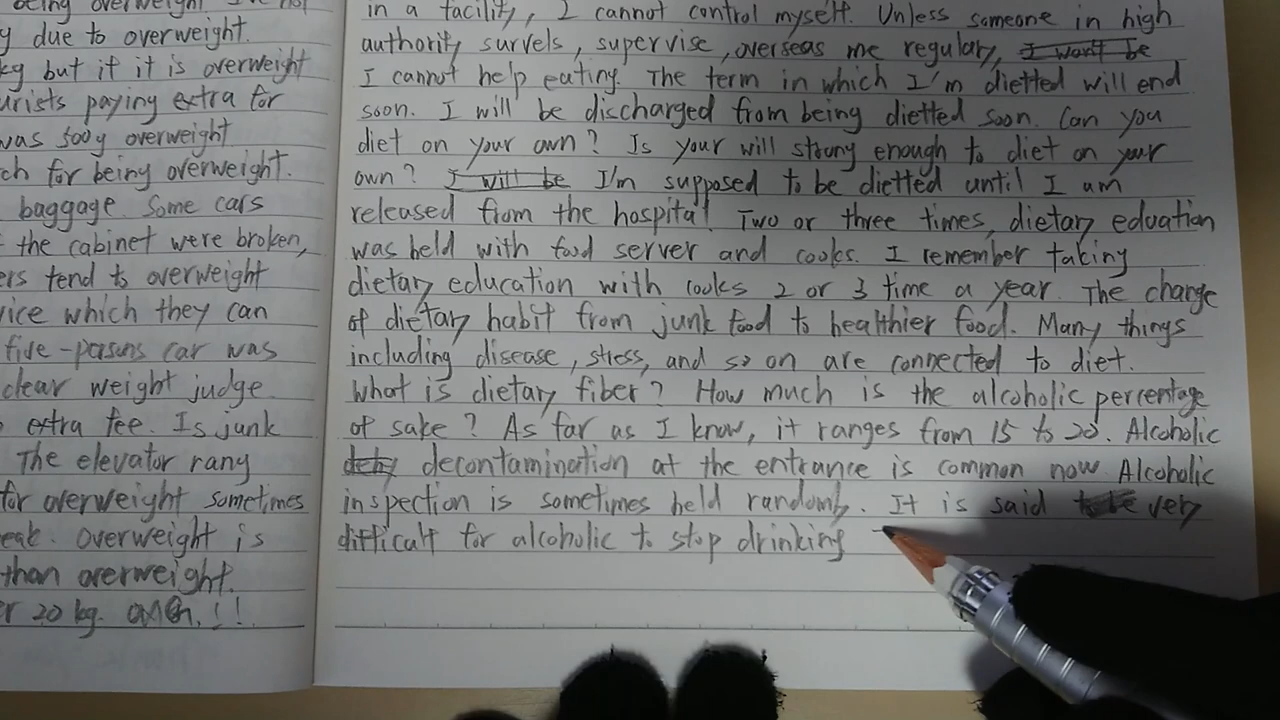 being overweight I've not
y due to overweight.
kg but if it is overweight
urists paying extra for
was 500g overweight
ch for being overweight.
baggage. Some cars
the cabinet were broken,
ers tend to overweight
vice which they can
five-persons car was
clear weight judge
extra fee. Is junk
The elevator rang
for overweight sometimes
eak. Overweight is
than overweight.
er 20 kg.
in a facility, I cannot control myself. Unless someone in high
authority survels, supervise, overseas me regulary, I won't be
I cannot help eating. The term in which I'm dietted will end
soon. I will be discharged from being dietted soon. Can you
diet on your own? Is your will strong enough to diet on your
own? I will be I'm supposed to be dietted until I am
released from the hospital. Two or three times, dietary eduation
was held with food server and cooks. I remember taking
dietary education with cooks 2 or 3 time a year. The change
of dietary habit from junk food to healthier food. Many things
including disease, stress, and so on are connected to diet.
What is dietary fiber? How much is the alcoholic percentage
of sake? As far as I know, it ranges from 15 to 20. Alcoholic
decontamination at the entrance is common now. Alcoholic
inspection is sometimes held randomly. It is said very
difficult for alcoholic to stop drinking